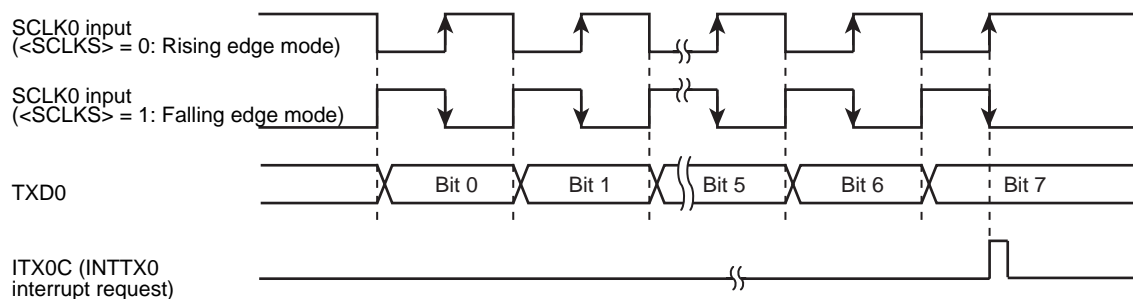 SCLK0 input
(<SCLKS> = 0: Rising edge mode)
SCLK0 input
(<SCLKS> = 1: Falling edge mode)
TXD0
Bit 0
Bit 1
Bit 5
Bit 6
Bit 7
ITX0C (INTTX0
interrupt request)